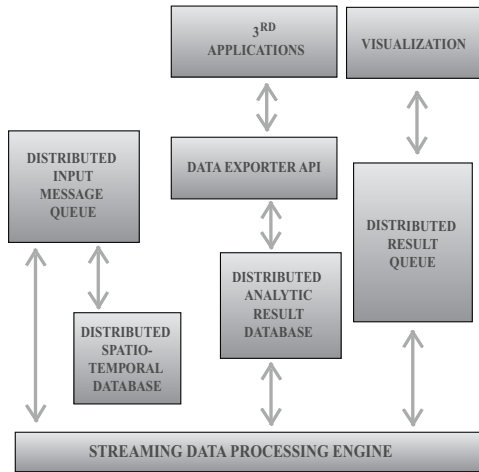 3RD
APPLICATIONS
VISUALIZATION
DISTRIBUTED
INPUT
MESSAGE
QUEUE
DATA EXPORTER API
DISTRIBUTED
RESULT
QUEUE
DISTRIBUTED
ANALYTIC
RESULT
DATABASE
DISTRIBUTED
SPATIO-
TEMPORAL
DATABASE
STREAMING DATA PROCESSING ENGINE